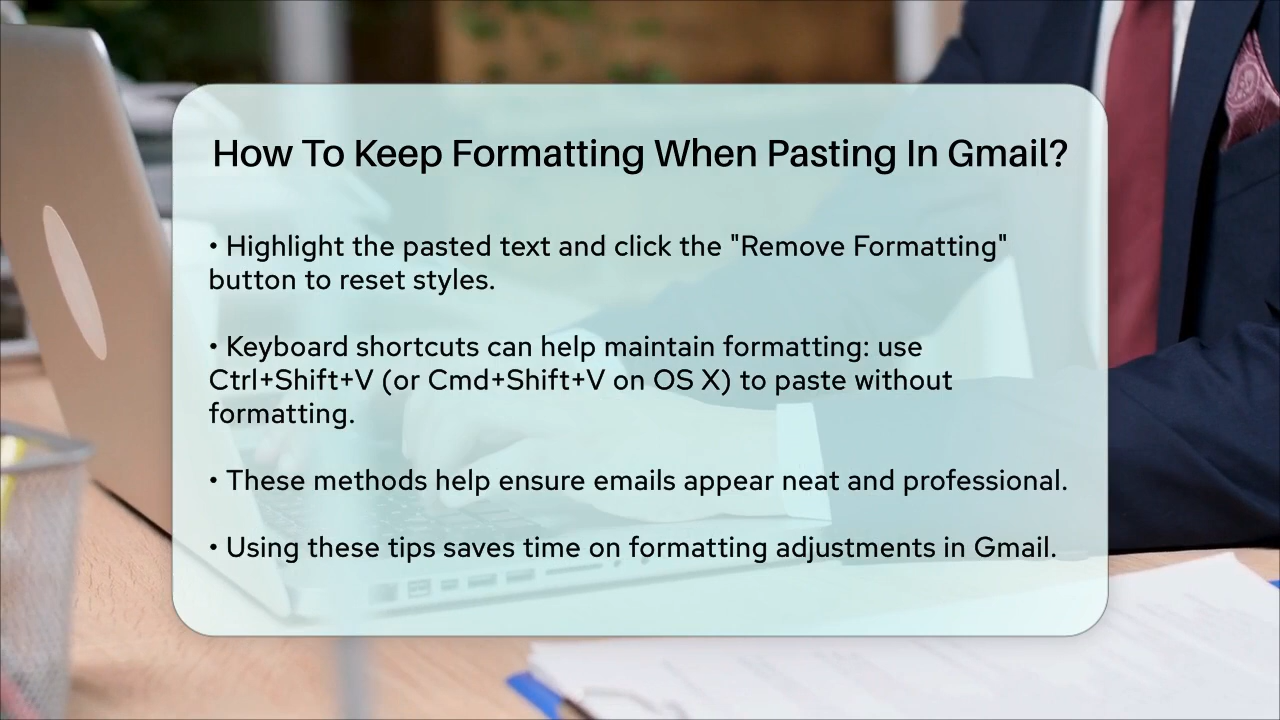 How To Keep Formatting When Pasting In Gmail?
• Highlight the pasted text and click the "Remove Formatting"
button to reset styles.
• Keyboard shortcuts can help maintain formatting: use
Ctrl+Shift+V (or Cmd+Shift+V on OS X) to paste without
formatting.
• These methods help ensure emails appear neat and professional.
• Using these tips saves time on formatting adjustments in Gmail.